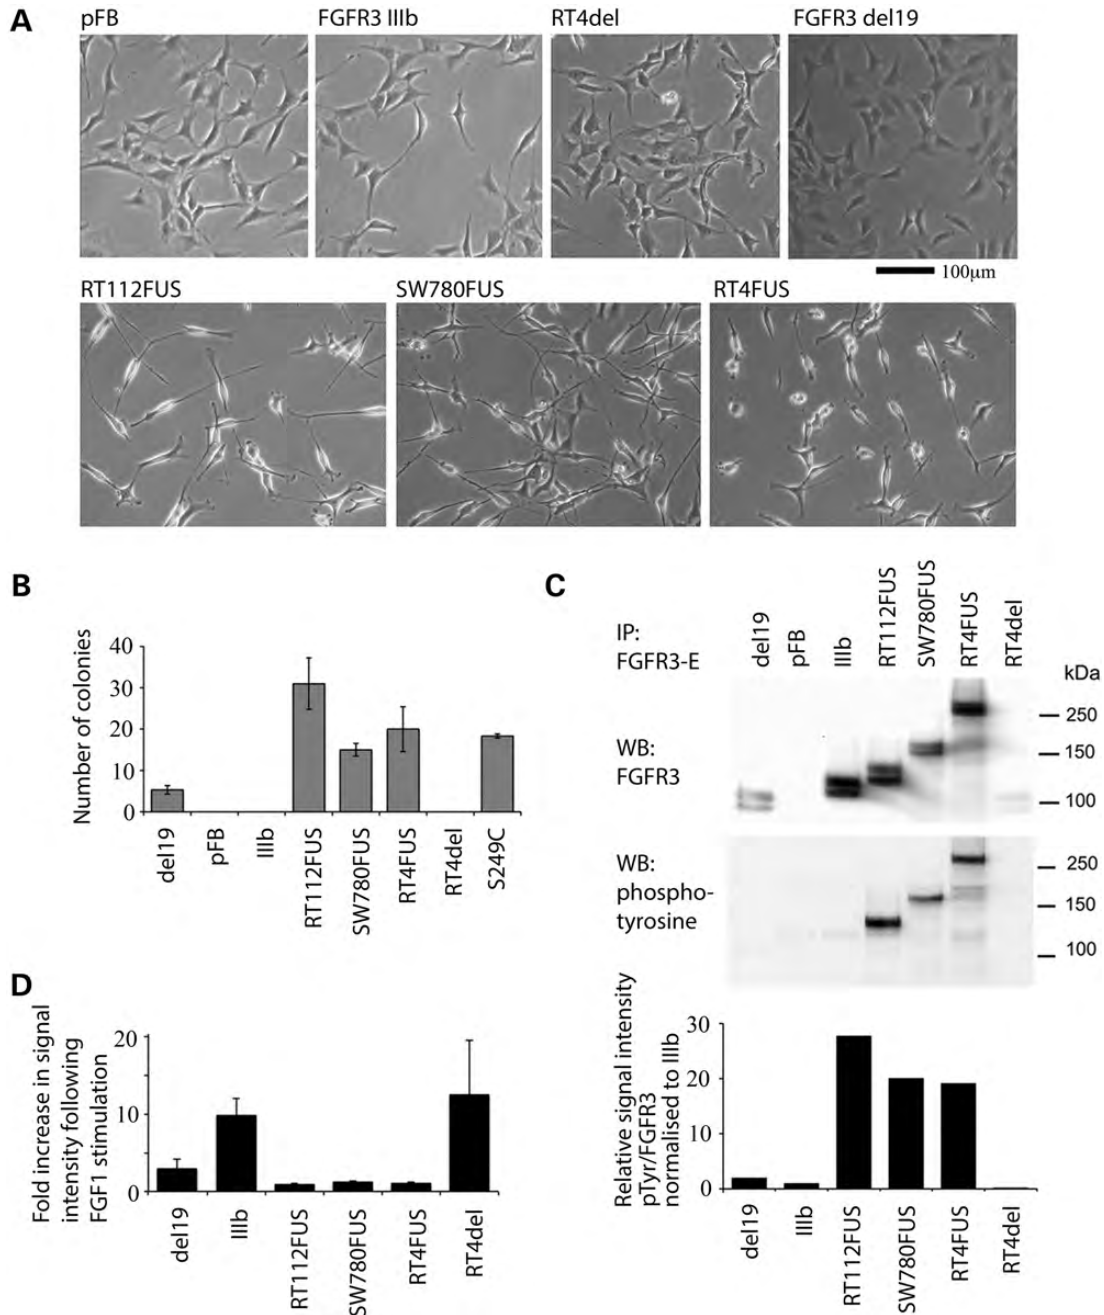 A
pFB
FGFR3 IIIb
RT4del
FGFR3 del19
100μm
RT112FUS
SW780FUS
RT4FUS
B
Number of colonies
40
30
20
10
0
del19
pFB
IIIb
RT112FUS
SW780FUS
RT4FUS
RT4del
S249C
C
IP:
FGFR3-E
del19
pFB
IIIb
RT112FUS
SW780FUS
RT4FUS
RT4del
kDa
250
150
100
WB:
FGFR3
WB:
phospho-
tyrosine
250
150
100
Relative signal intensity
pTyr/FGFR3
normalised to IIIb
30
20
10
0
del19
IIIb
RT112FUS
SW780FUS
RT4FUS
RT4del
D
Fold increase in signal
intensity following
FGF1 stimulation
20
10
0
del19
IIIb
RT112FUS
SW780FUS
RT4FUS
RT4del